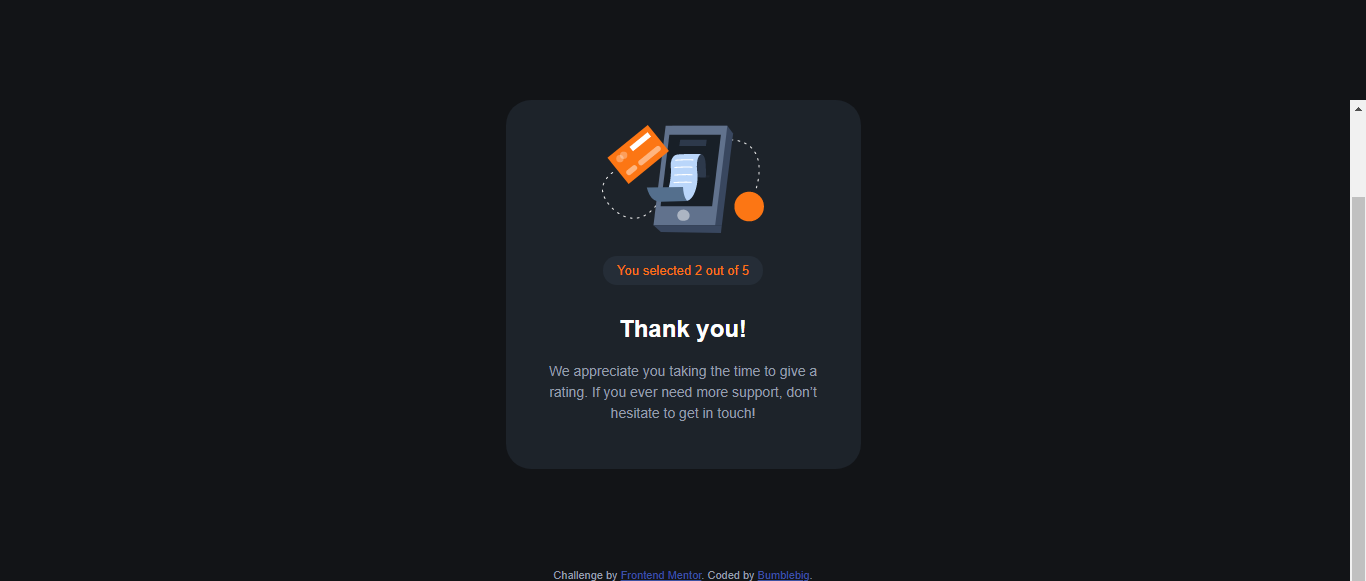 You selected 2 out of 5
Thank you!
We appreciate you taking the time to give a
rating. If you ever need more support, don’t
hesitate to get in touch!
Challenge by Frontend Mentor. Coded by Bumblebig.